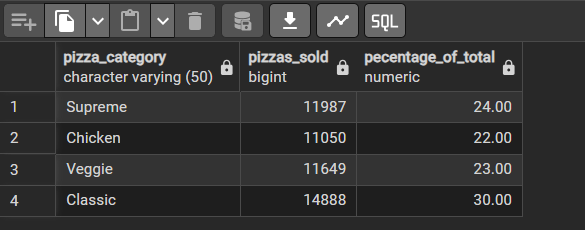 SQL
pizza_category pizzas_sold pecentage_of_total
character varying (50) bigint numeric
1 Supreme 11987 24.00
2 Chicken 11050 22.00
3 Veggie 11649 23.00
4 Classic 14888 30.00